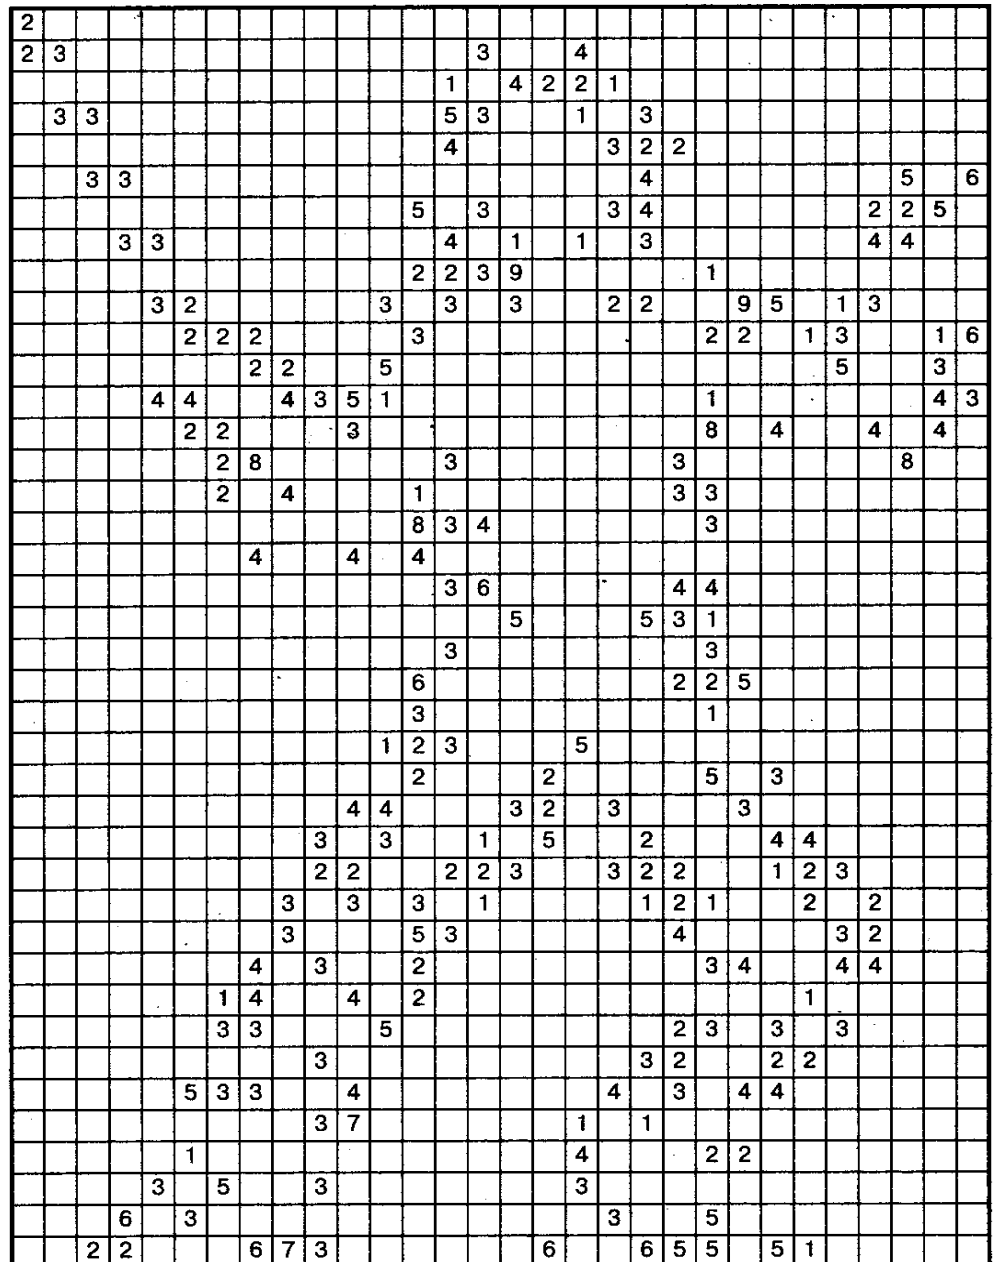 2
2 3 3 4
1 4 2 2 1
3 3 5 3 1 3
4 3 2 2
3 3 4 5 6
5 3 3 4 2 2 5
3 3 4 1 1 3 4 4
2 2 3 9 1
3 2 3 3 3 2 2 9 5 1 3
2 2 2 3 2 2 1 3 1 6
2 2 5 5 3
4 4 4 3 5 1 1 4 3
2 2 3 8 4 4 4
2 8 3 3 8
2 4 1 3 3
8 3 4 3
4 4 4
3 6 4 4
5 5 3 1
3 3
6 2 2 5
3 1
1 2 3 5
2 2 5 3
4 4 3 2 3 3
3 3 1 5 2 4 4
2 2 2 2 3 3 2 2 1 2 3
3 3 3 1 1 2 1 2 2
3 5 3 4 3 2
4 3 2 3 4 4 4
1 4 4 2 1
3 3 5 2 3 3 3
3 3 2 2 2
5 3 3 4 4 3 4 4
3 7 1 1
1 4 2 2
3 5 3 3
6 3 3 5
2 2 6 7 3 6 6 5 5 5 1